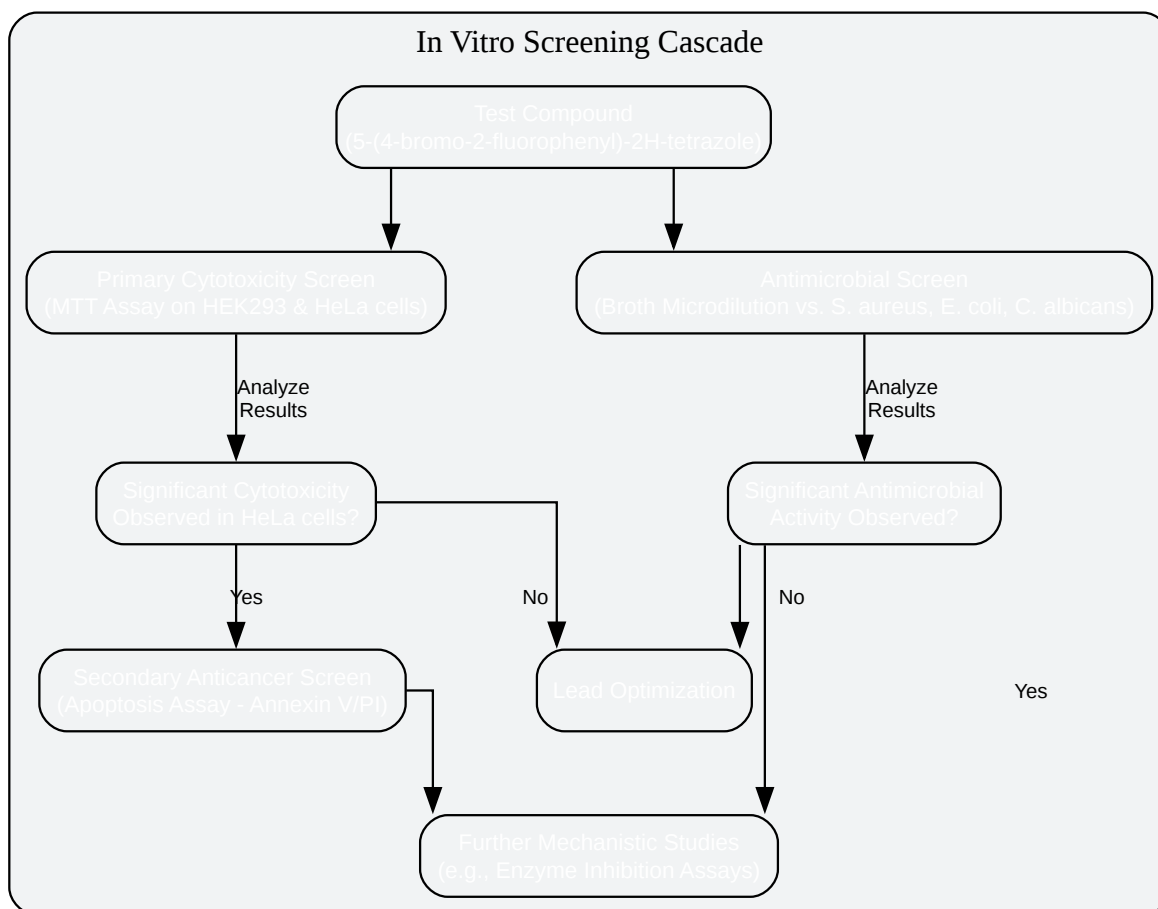 In Vitro Screening Cascade
Test Compound
(5-(4-bromo-2-fluorophenyl)-2H-tetrazole)
Primary Cytotoxicity Screen
(MTT Assay on HEK293 & HeLa cells)
Antimicrobial Screen
(Broth Microdilution vs. S. aureus, E. coli, C. albicans)
Analyze
Results
Analyze
Results
Significant Cytotoxicity
Observed in HeLa cells?
Significant Antimicrobial
Activity Observed?
Yes
No
No
Secondary Anticancer Screen
(Apoptosis Assay - Annexin V/PI)
Lead Optimization
Yes
Further Mechanistic Studies
(e.g., Enzyme Inhibition Assays)